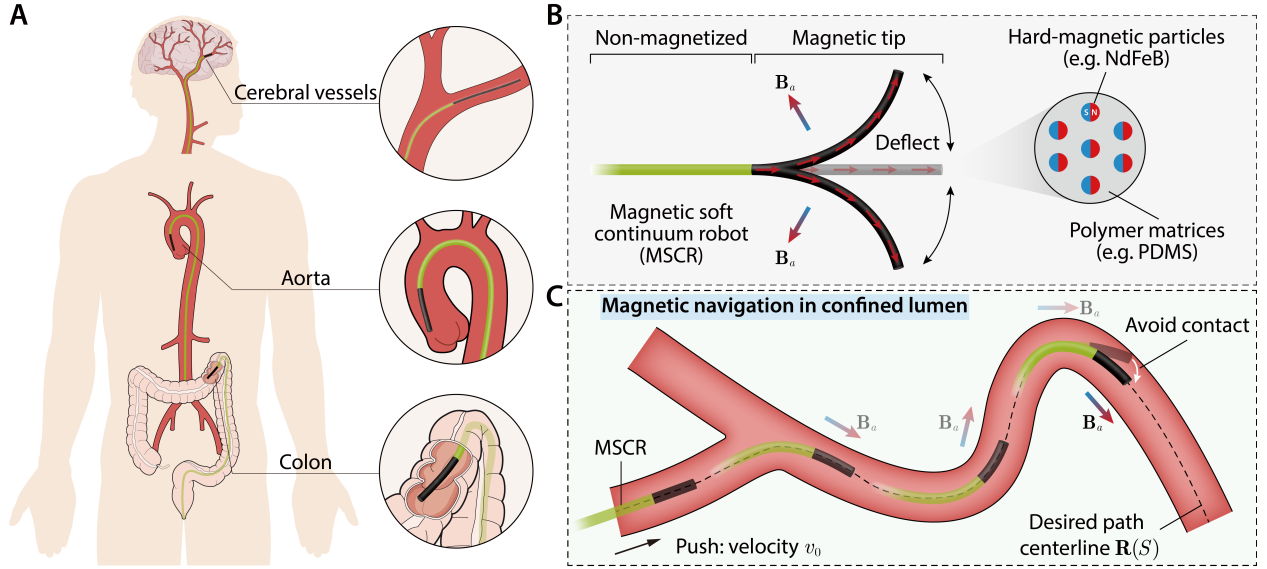 A
Cerebral vessels
Aorta
Colon
B
Non-magnetized
Magnetic tip
Hard-magnetic particles
(e.g. NdFeB)
B_a
S N
Deflect
Magnetic soft
continuum robot
(MSCR)
B_a
Polymer matrices
(e.g. PDMS)
C
Magnetic navigation in confined lumen
B_a
Avoid contact
B_a
B_a
B_a
MSCR
Push: velocity v_0
Desired path
centerline R(S)